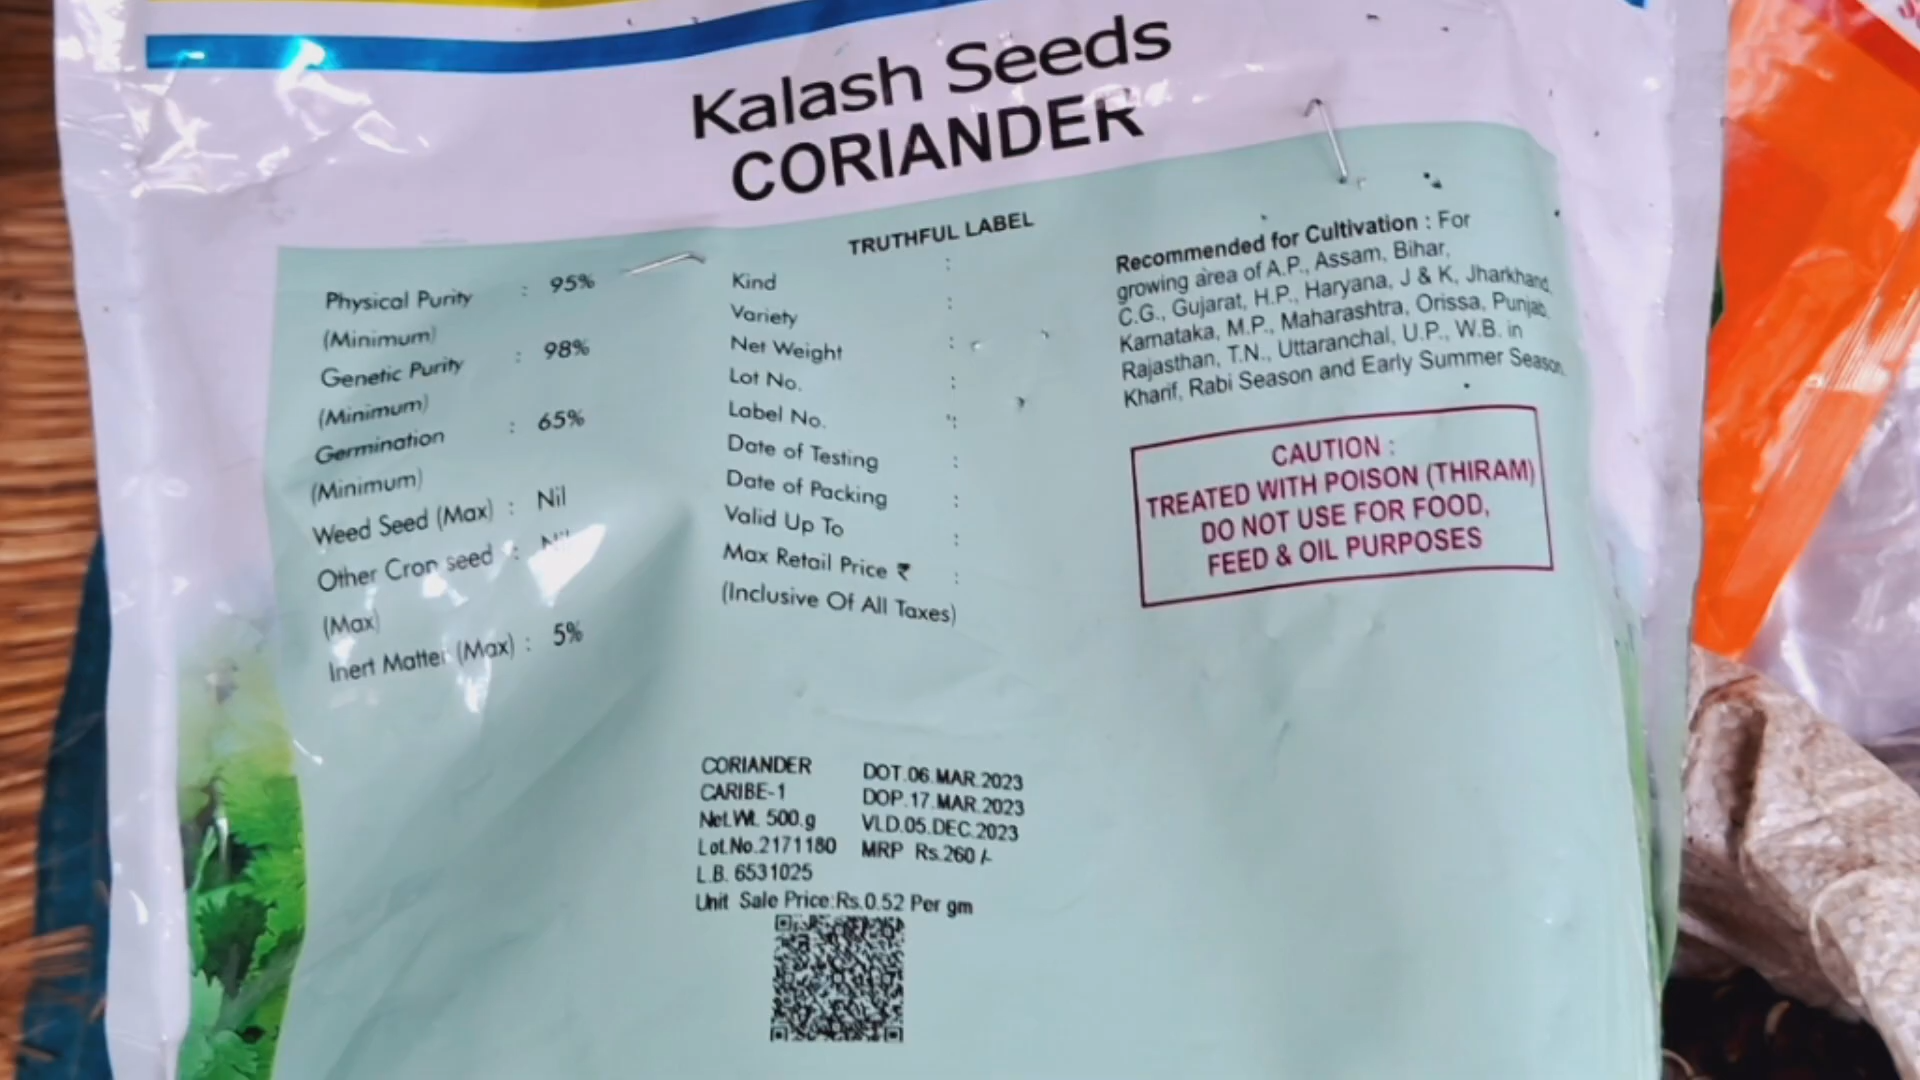 Kalash Seeds
CORIANDER
TRUTHFUL LABEL
Physical Purity : 95%
(Minimum)
Genetic Purity : 98%
(Minimum)
Germination : 65%
(Minimum)
Weed Seed (Max) : Nil
Other Crop seed : Nil
(Max)
Inert Matter (Max) : 5%
Kind :
Variety :
Net Weight :
Lot No. :
Label No. :
Date of Testing :
Date of Packing :
Valid Up To :
Max Retail Price ₹ :
(Inclusive Of All Taxes)
Recommended for Cultivation : For
growing area of A.P., Assam, Bihar,
C.G., Gujarat, H.P., Haryana, J & K, Jharkhand,
Karnataka, M.P., Maharashtra, Orissa, Punjab,
Rajasthan, T.N., Uttaranchal, U.P., W.B. in
Kharif, Rabi Season and Early Summer Season.
CAUTION :
TREATED WITH POISON (THIRAM)
DO NOT USE FOR FOOD,
FEED & OIL PURPOSES
CORIANDER DOT.06.MAR.2023
CARIBE-1 DOP.17.MAR.2023
Net.Wt. 500.g VLD.05.DEC.2023
Lot.No.2171180 MRP Rs.260/-
L.B. 6531025
Unit Sale Price:Rs.0.52 Per gm